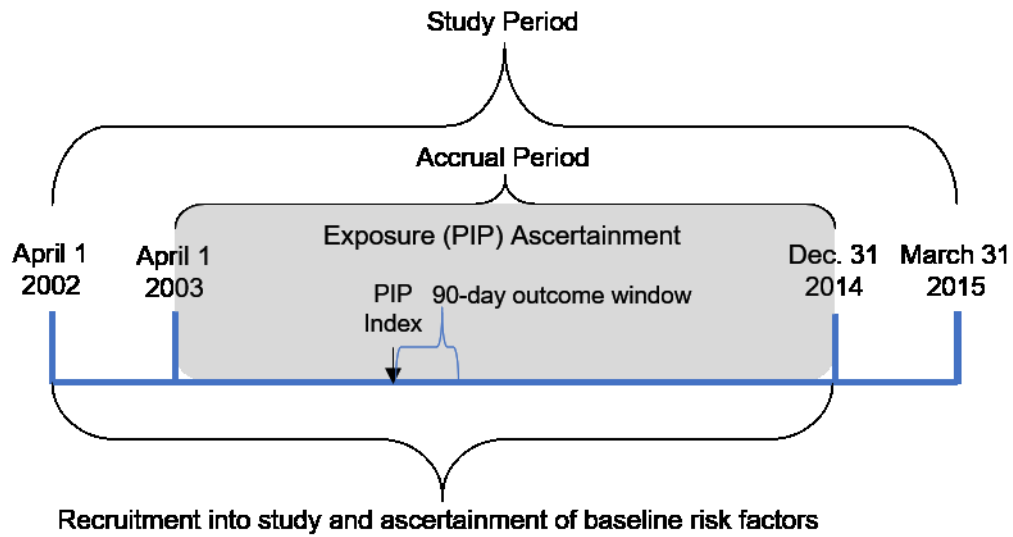 Study Period
Accrual Period
Exposure (PIP) Ascertainment
April 1
2002
April 1
2003
Dec. 31
2014
March 31
2015
PIP
Index
90-day outcome window
Recruitment into study and ascertainment of baseline risk factors